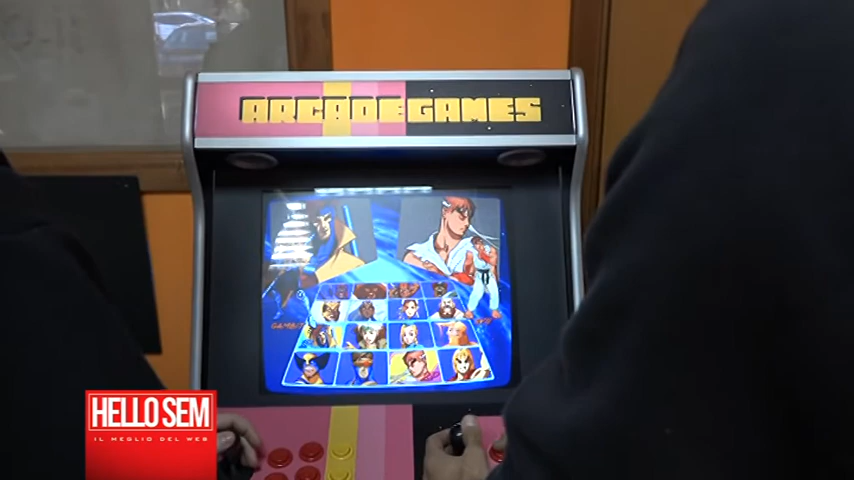 ARCADEGAMES
GAMBIT
HELLO SEM
IL MEGLIO DEL WEB